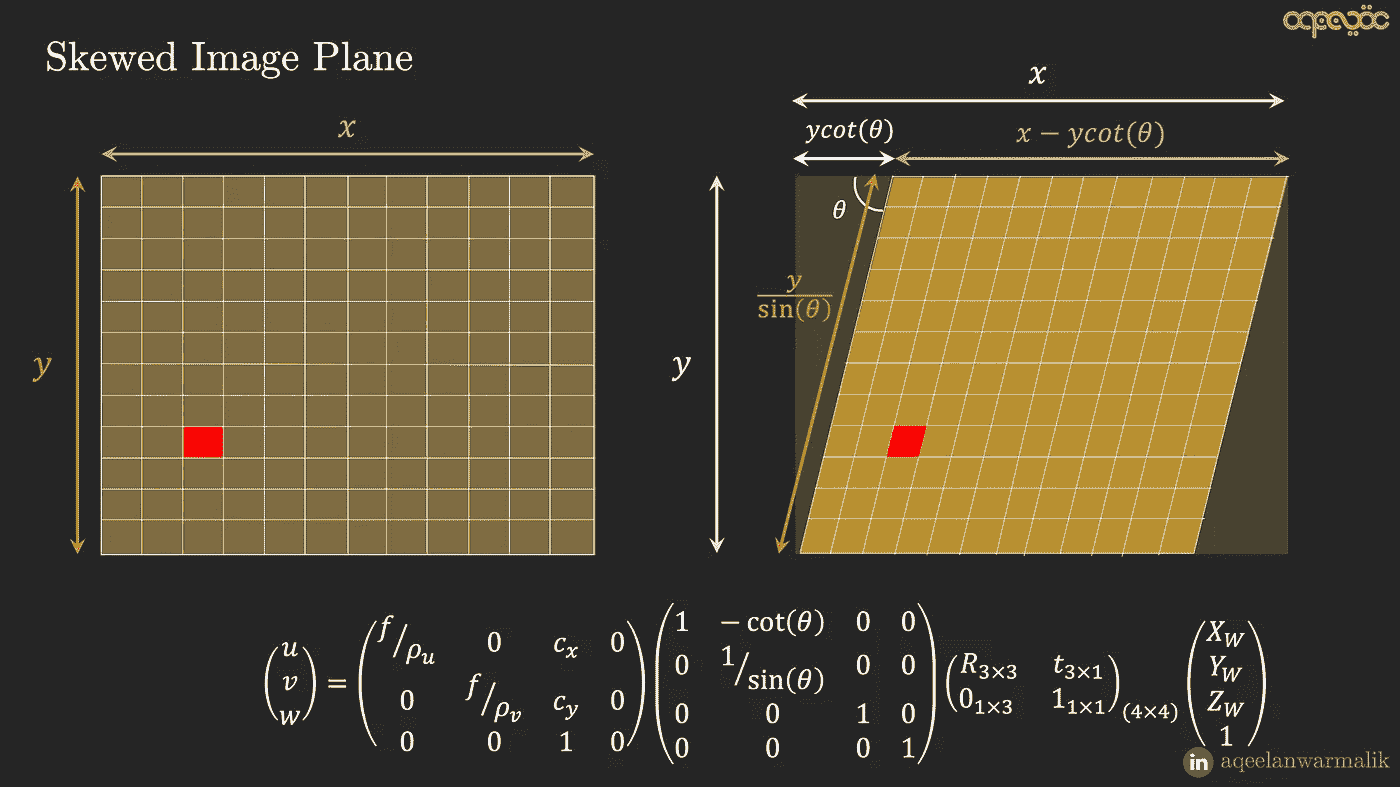 Skewed Image Plane
عقيل
x
y
x
ycot(θ)
x − ycot(θ)
θ
y
y/sin(θ)
(u v w) = (f/ρu 0 cx 0; 0 f/ρv cy 0; 0 0 1 0) (1 −cot(θ) 0 0; 0 1/sin(θ) 0 0; 0 0 1 0; 0 0 0 1) (R3×3 t3×1; 01×3 11×1)(4×4) (XW YW ZW 1)
in aqeelanwarmalik